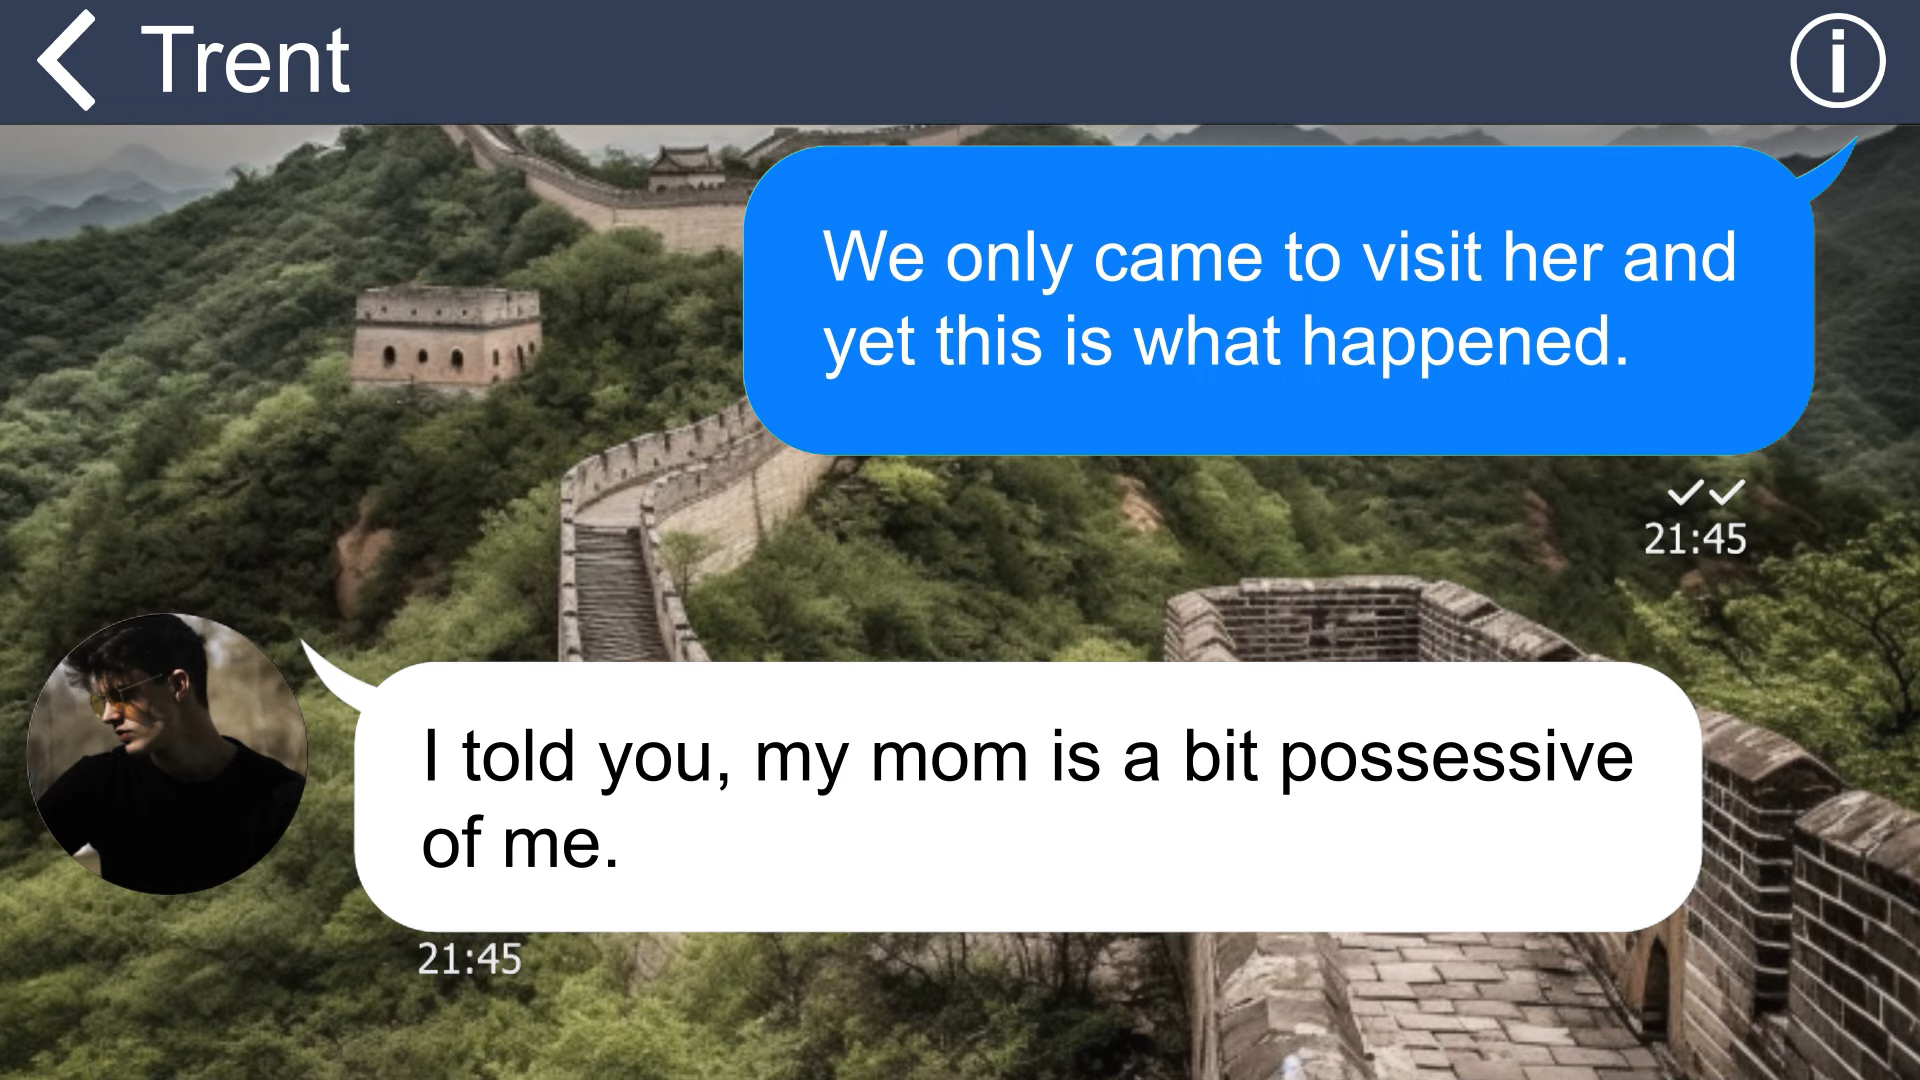 Trent
We only came to visit her and
yet this is what happened.
21:45
I told you, my mom is a bit possessive
of me.
21:45